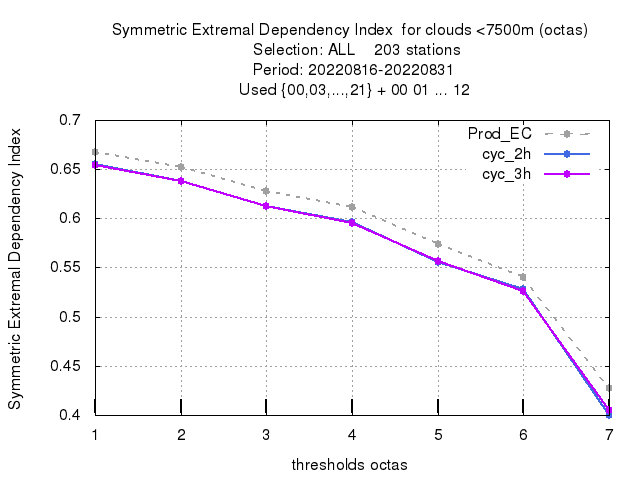 Symmetric Extremal Dependency Index  for clouds <7500m (octas)
Selection: ALL    203 stations
Period: 20220816-20220831
Used {00,03,...,21} + 00 01 ... 12
Symmetric Extremal Dependency Index
0.7
0.65
0.6
0.55
0.5
0.45
0.4
Prod_EC
cyc_2h
cyc_3h
1 2 3 4 5 6 7
thresholds octas